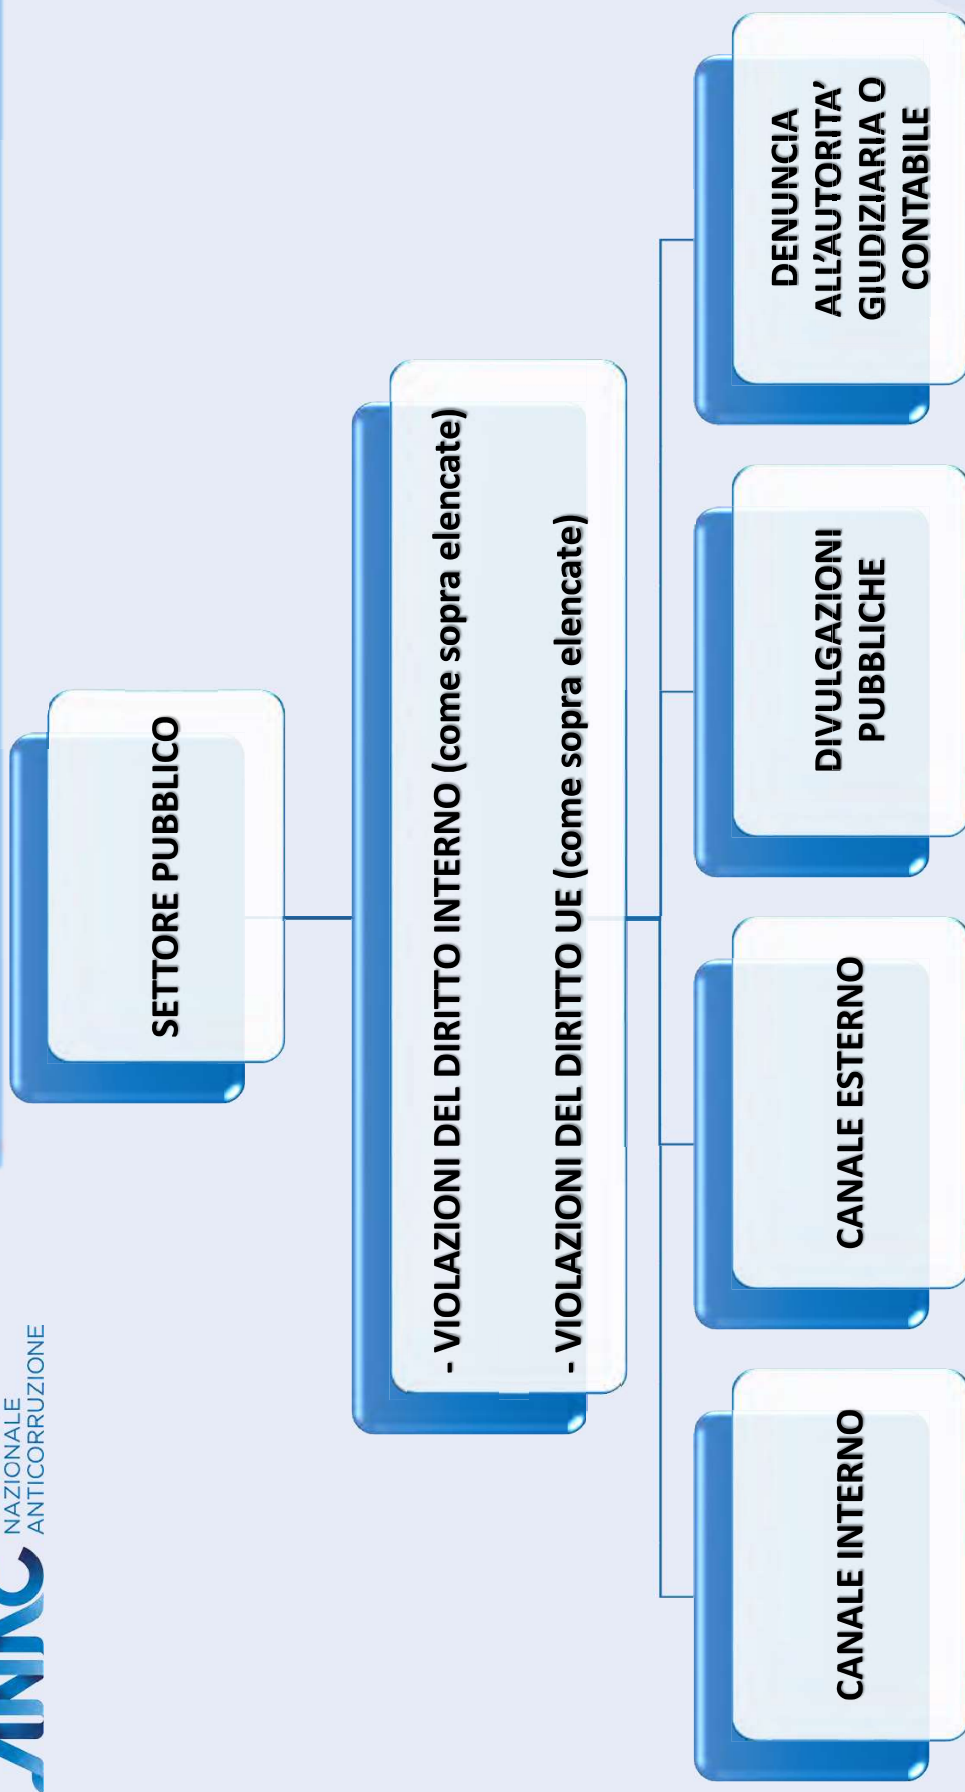 NAZIONALE
ANTICORRUZIONE
SETTORE PUBBLICO
- VIOLAZIONI DEL DIRITTO INTERNO (come sopra elencate)
- VIOLAZIONI DEL DIRITTO UE (come sopra elencate)
CANALE INTERNO
CANALE ESTERNO
DIVULGAZIONI
PUBBLICHE
DENUNCIA
ALL'AUTORITA'
GIUDIZIARIA O
CONTABILE